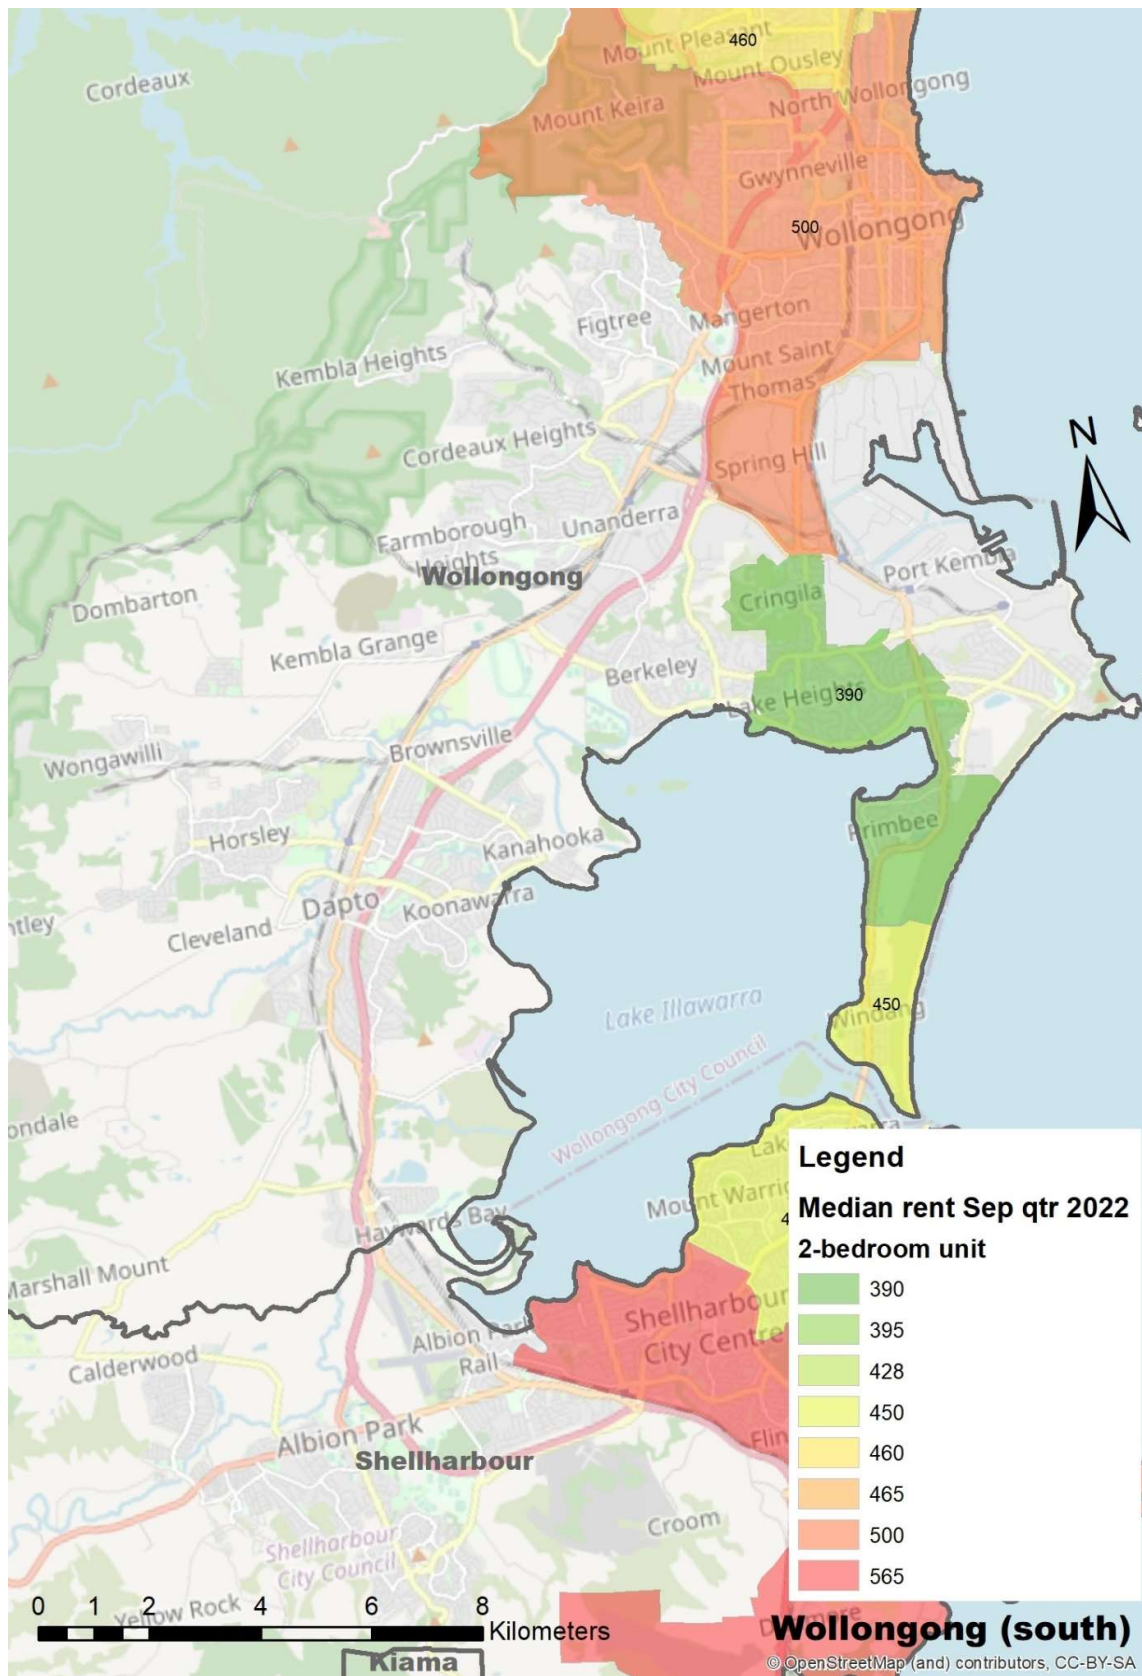 Mount Pleasant
460
Cordeaux
Mount Ousley
Mount Keira
North Wollongong
Gwynneville
500
Wollongong
Figtree
Mangerton
Kembla Heights
Mount Saint
Thomas
N
Cordeaux Heights
Spring Hill
Farmborough
Heights
Unanderra
Wollongong
Port Kembla
Dombarton
Cringila
Kembla Grange
Berkeley
Lake Heights
390
Brownsville
Wongawilli
Horsley
Primbee
Kanahooka
Dapto
Koonawarra
Cleveland
Lake Illawarra
450
Windang
Wollongong City Council
Legend
Median rent Sep qtr 2022
2-bedroom unit
390
395
428
450
460
465
500
565
Haywards Bay
Marshall Mount
Shellharbour
City Centre
Albion Park
Rail
Calderwood
Albion Park
Shellharbour
Croom
Shellharbour
City Council
Yellow Rock
0 1 2 4 6 8
Kilometers
Wollongong (south)
Kiama
© OpenStreetMap (and) contributors, CC-BY-SA